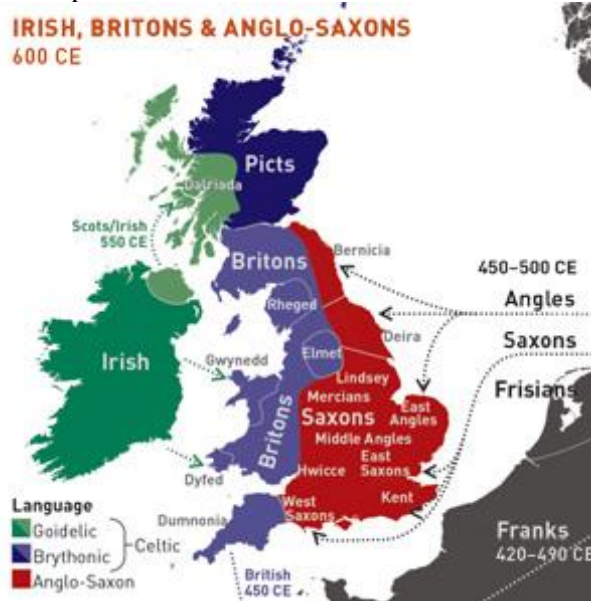 IRISH, BRITONS & ANGLO-SAXONS
600 CE
Picts
Dalriada
Scots/Irish
550 CE
Britons
Bernicia
450–500 CE
Angles
Rheged
Deira
Saxons
Irish
Gwynedd
Elmet
Frisians
Lindsey
Mercians
Saxons
East
Angles
Britons
Middle Angles
East
Saxons
Hwicce
Dyfed
Kent
West
Saxons
Dumnonia
Language
Goidelic
Brythonic
Celtic
Anglo-Saxon
Franks
420–490 CE
British
450 CE